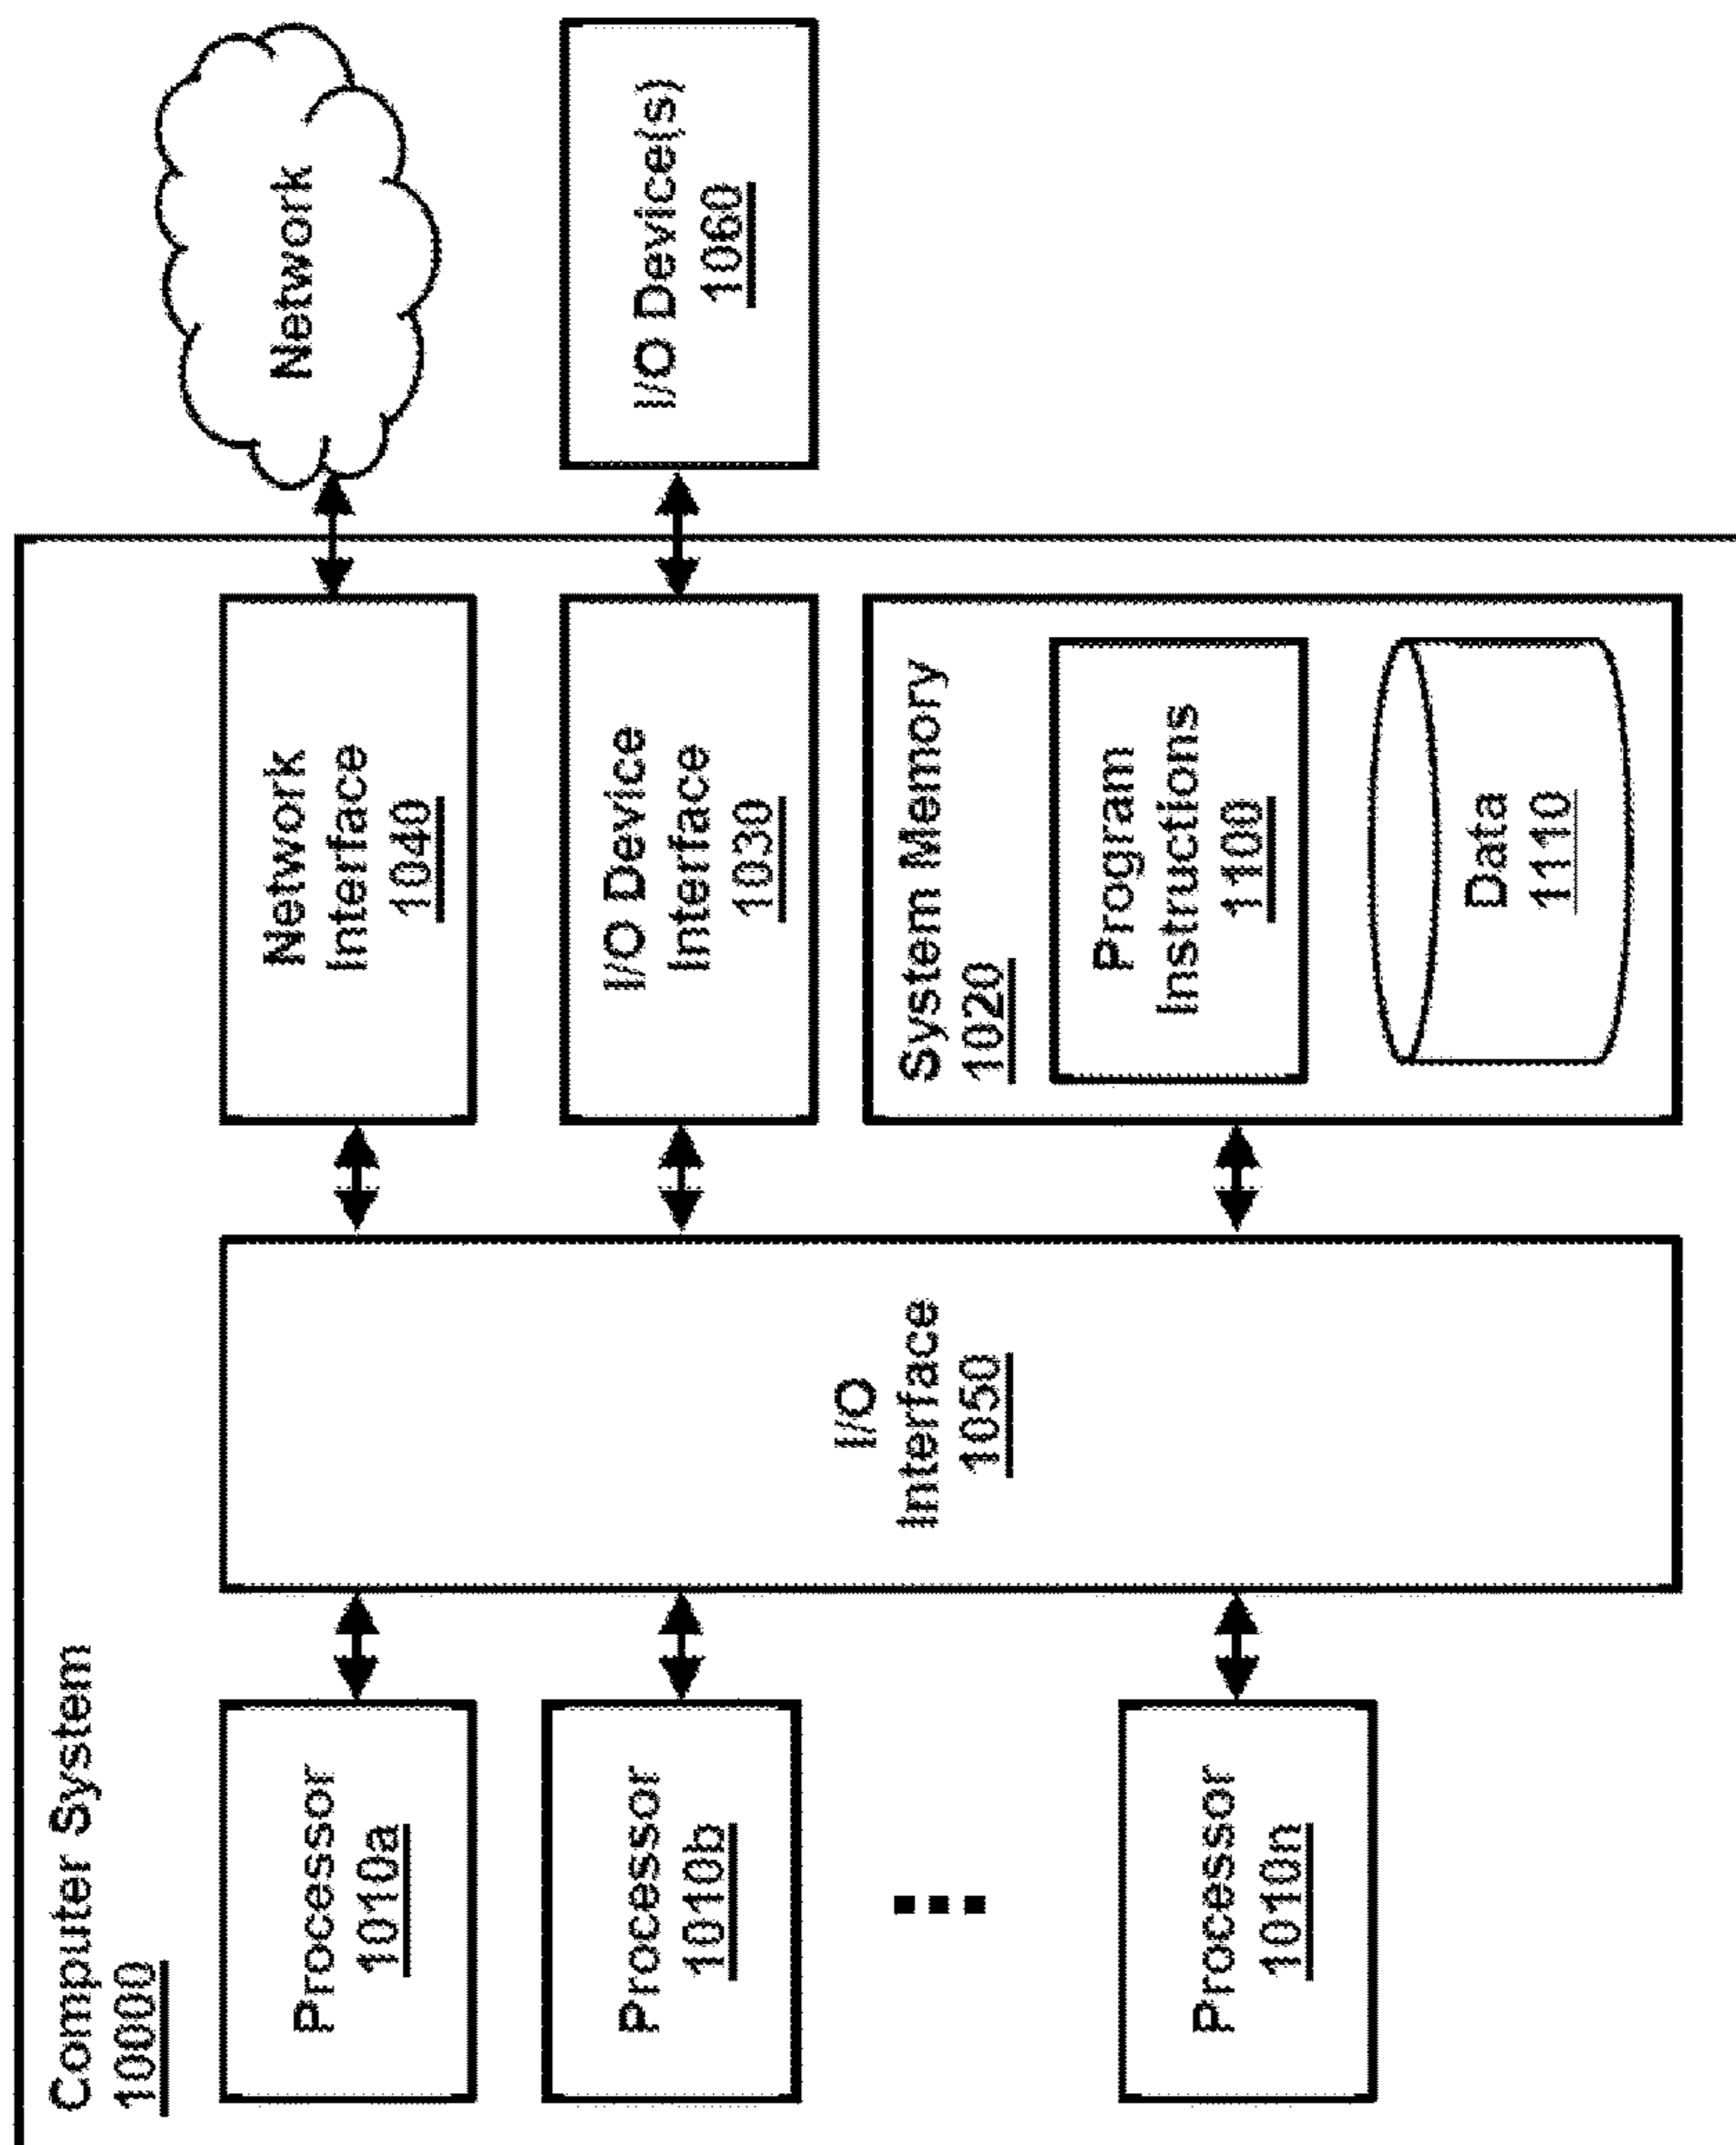 Computer System
10000
Processor
1010a
Processor
1010b
Processor
1010n
I/O
Interface
1050
Network
Interface
1040
I/O Device
Interface
1030
System Memory
1020
Program
Instructions
1100
Data
1110
Network
I/O Device(s)
1060